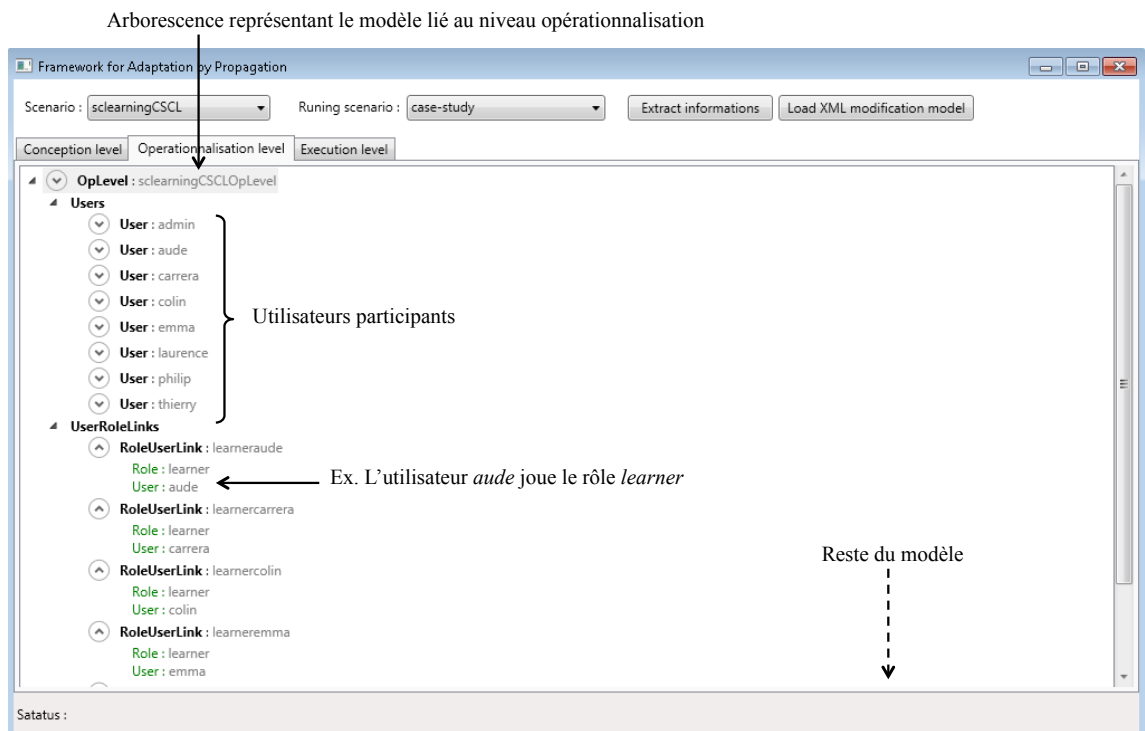 Arborescence représentant le modèle lié au niveau opérationnalisation
Framework for Adaptation by Propagation
Scenario : sclearningCSCL Runing scenario : case-study Extract informations Load XML modification model
Conception level Operationnalisation level Execution level
OpLevel : sclearningCSCLOpLevel
Users
User : admin
User : aude
User : carrera
User : colin
User : emma
User : laurence
User : philip
User : thierry
Utilisateurs participants
UserRoleLinks
RoleUserLink : learneraude
Role : learner
User : aude
Ex. L’utilisateur aude joue le rôle learner
RoleUserLink : learnercarrera
Role : learner
User : carrera
Reste du modèle
RoleUserLink : learnercolin
Role : learner
User : colin
RoleUserLink : learneremma
Role : learner
User : emma
Satatus :